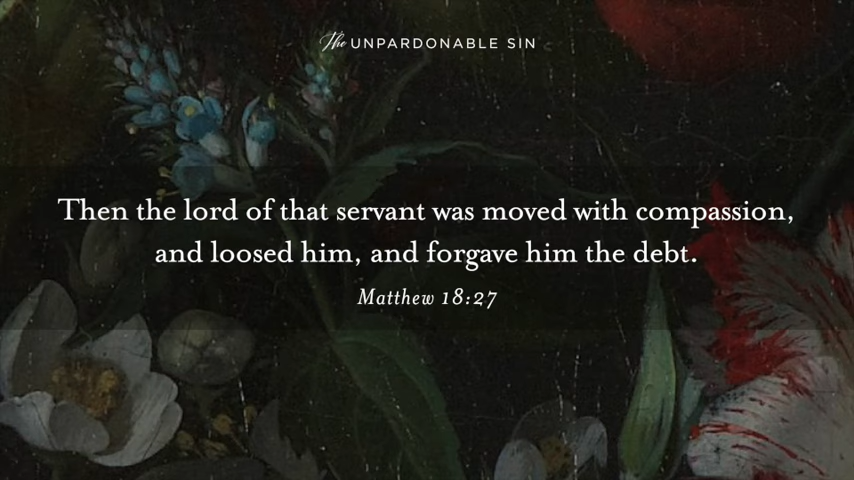 The UNPARDONABLE SIN
Then the lord of that servant was moved with compassion,
and loosed him, and forgave him the debt.
Matthew 18:27